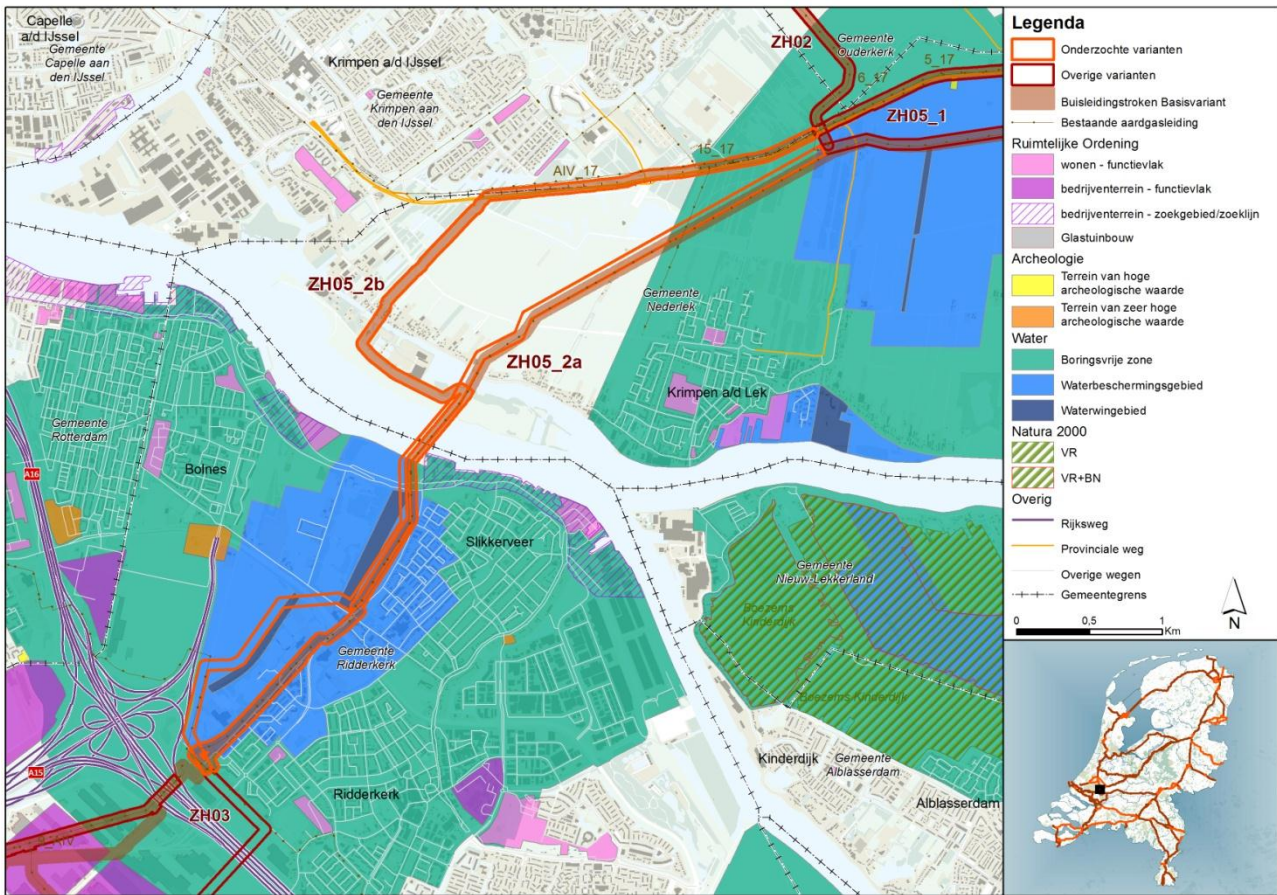 Capelle
a/d IJssel
Gemeente
Capelle aan
den IJssel
Krimpen a/d IJssel
Gemeente
Krimpen aan
den IJssel
ZH02
Gemeente
Ouderkerk
5_17
6_17
ZH05_1
15_17
AIV_17
ZH05_2b
Gemeente
Nederlek
ZH05_2a
Krimpen a/d Lek
Gemeente
Rotterdam
A16
Bolnes
Slikkerveer
Gemeente
Nieuw-Lekkerland
Boezems
Kinderdijk
Gemeente
Ridderkerk
Boezems Kinderdijk
Kinderdijk
Gemeente
Alblasserdam
Alblasserdam
A15
Ridderkerk
ZH03
AIV
Legenda
Onderzochte varianten
Overige varianten
Buisleidingstroken Basisvariant
Bestaande aardgasleiding
Ruimtelijke Ordening
wonen - functievlak
bedrijventerrein - functievlak
bedrijventerrein - zoekgebied/zoeklijn
Glastuinbouw
Archeologie
Terrein van hoge
archeologische waarde
Terrein van zeer hoge
archeologische waarde
Water
Boringsvrije zone
Waterbeschermingsgebied
Waterwingebied
Natura 2000
VR
VR+BN
Overig
Rijksweg
Provinciale weg
Overige wegen
Gemeentegrens
0 0,5 1
Km
N